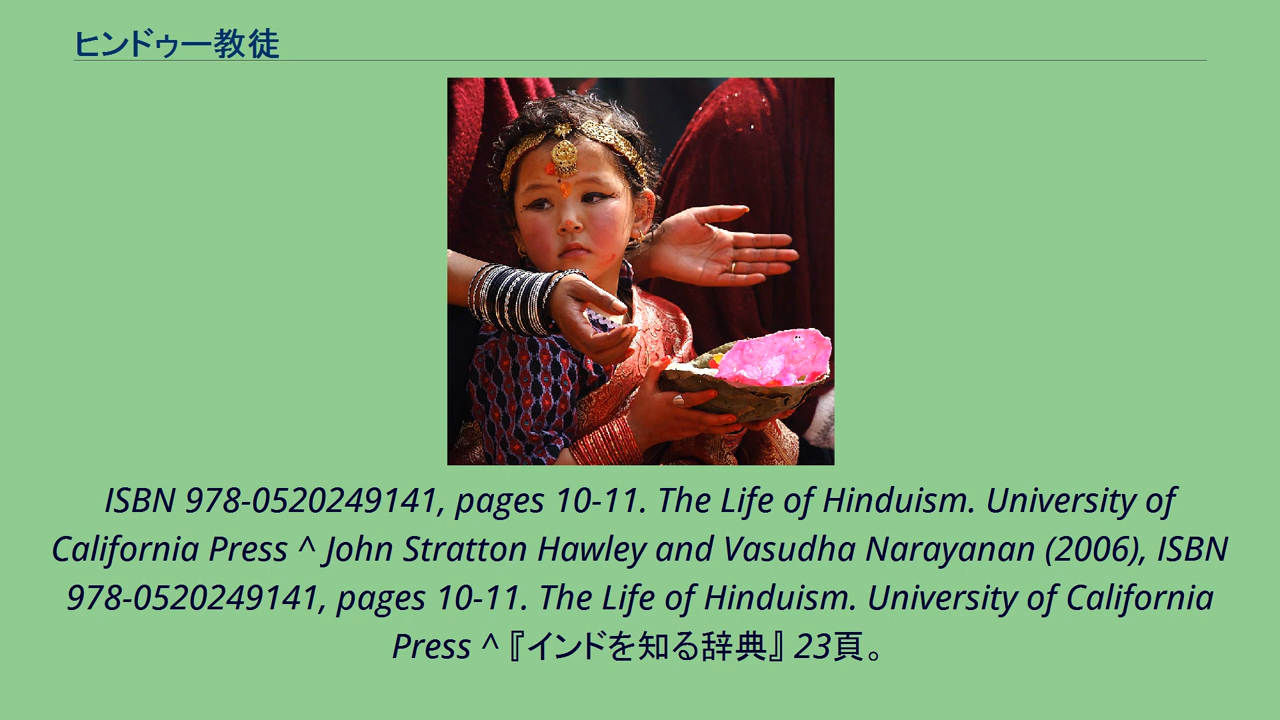 ヒンドゥー教徒
ISBN 978-0520249141, pages 10-11. The Life of Hinduism. University of
California Press ^ John Stratton Hawley and Vasudha Narayanan (2006), ISBN
978-0520249141, pages 10-11. The Life of Hinduism. University of California
Press ^ 『インドを知る辞典』 23頁。